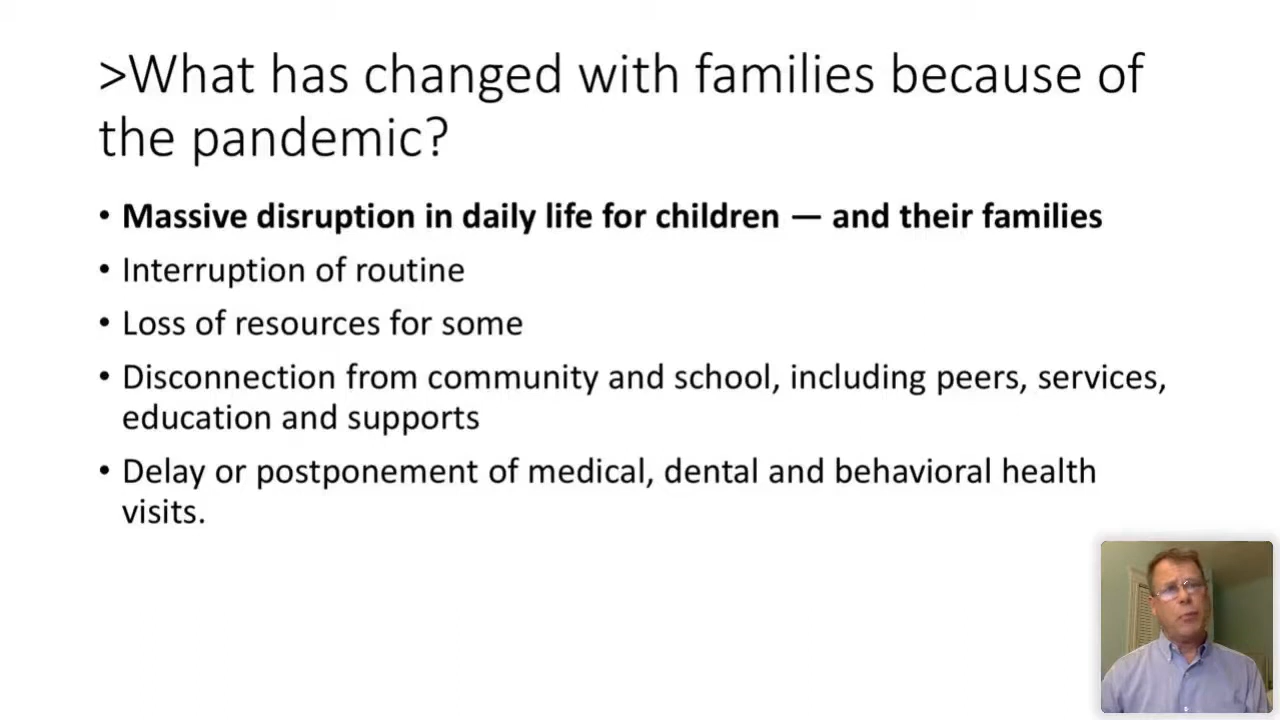 >What has changed with families because of
the pandemic?
• Massive disruption in daily life for children — and their families
• Interruption of routine
• Loss of resources for some
• Disconnection from community and school, including peers, services,
education and supports
• Delay or postponement of medical, dental and behavioral health
visits.